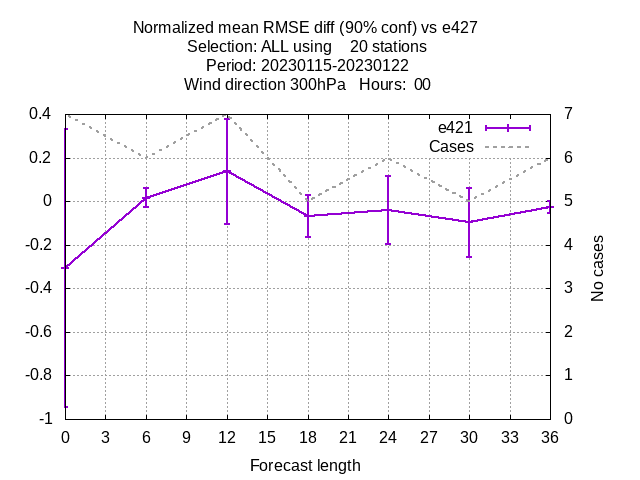 Normalized mean RMSE diff (90% conf) vs e427
Selection: ALL using    20 stations
Period: 20230115-20230122
Wind direction 300hPa   Hours:  00
0.4
0.2
0
-0.2
-0.4
-0.6
-0.8
-1
7
6
5
4
3
2
1
0
e421
Cases
No cases
0 3 6 9 12 15 18 21 24 27 30 33 36
Forecast length